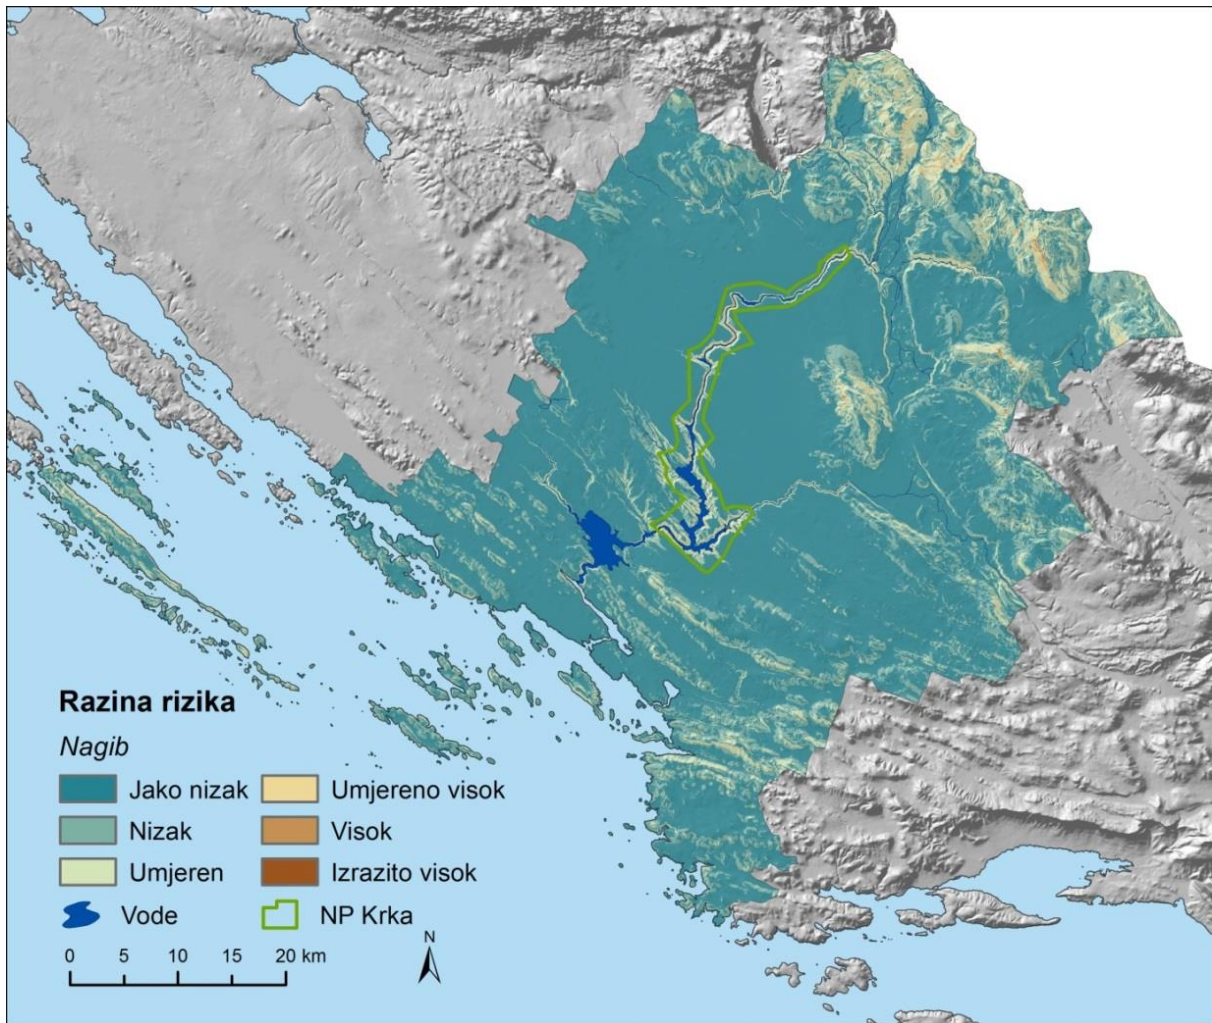 Razina rizika
Nagib
Jako nizak
Umjereno visok
Nizak
Visok
Umjeren
Izrazito visok
Vode
NP Krka
0 5 10 15 20 km
N